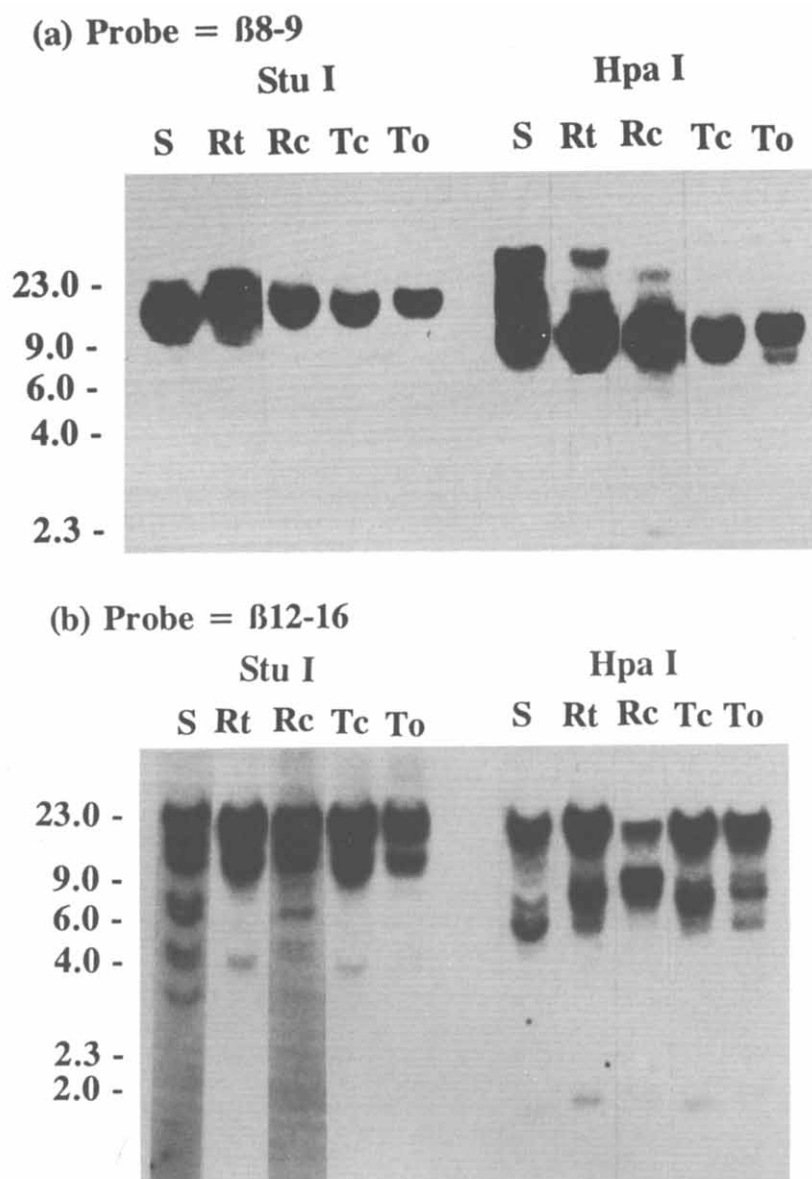 (a) Probe = ß8-9
Stu I Hpa I
S Rt Rc Tc To S Rt Rc Tc To
23.0 -
9.0 -
6.0 -
4.0 -
2.3 -
(b) Probe = ß12-16
Stu I Hpa I
S Rt Rc Tc To S Rt Rc Tc To
23.0 -
9.0 -
6.0 -
4.0 -
2.3 -
2.0 -